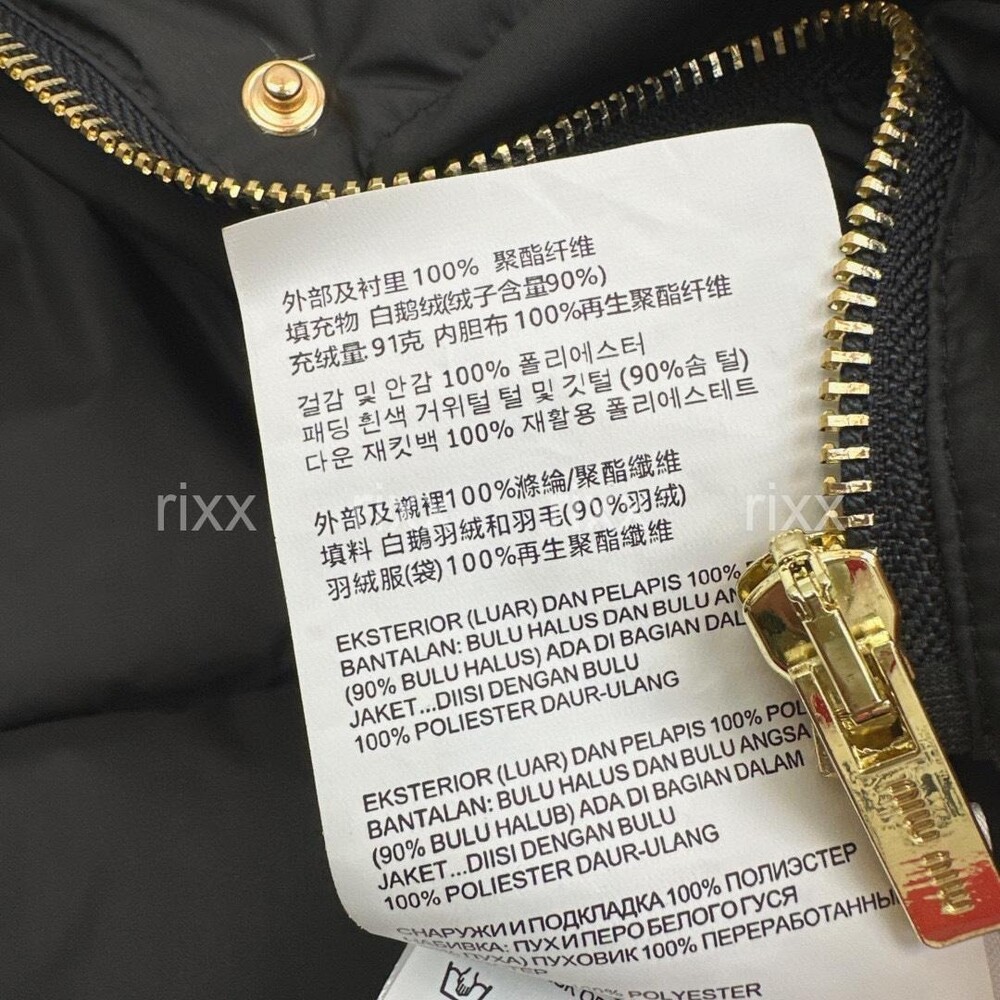 外部及衬里100% 聚酯纤维
填充物 白鹅绒(绒子含量90%)
充绒量:91克 内胆布 100%再生聚酯纤维
겉감 및 안감 100% 폴리에스터
패딩 흰색 거위털 털 및 깃털 (90%솜 털)
다운 재킷백 100% 재활용 폴리에스테트
外部及襯裡100%滌綸/聚酯纖維
填料 白鵝羽絨和羽毛(90%羽絨)
羽絨服(袋)100%再生聚酯纖維
rixx rixx
EKSTERIOR (LUAR) DAN PELAPIS 100%
BANTALAN: BULU HALUS DAN BULU
(90% BULU HALUS) ADA DI BAGIAN
JAKET...DIISI DENGAN BULU
100% POLIESTER DAUR-ULANG
EKSTERIOR (LUAR) DAN PELAPIS 100%
BANTALAN: BULU HALUS DAN BULU ANGSA
(90% BULU HALUB) ADA DI BAGIAN DALAM
JAKET...DIISI DENGAN BULU
100% POLIESTER DAUR-ULANG
miu miu
СНАРУЖИ И ПОДКЛАДКА 100% ПОЛИЭСТЕР
ПУХ И ПЕРО БЕЛОГО ГУСЯ
ПУХА) ПУХОВИК 100%
POLYESTER